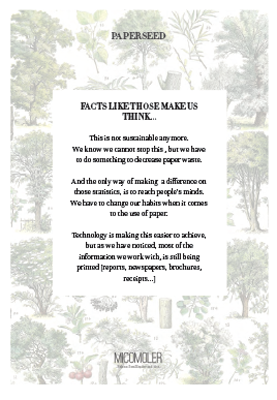 PAPERSEED
FACTS LIKE THOSE MAKE US
THINK...
This is not sustainable anymore.
We know we cannot stop this , but we have
to do something to decrease paper waste.
And the only way of making a difference on
those statistics, is to reach people's minds.
We have to change our habits when it comes
to the use of paper.
Technology is making this easier to achieve,
but as we have noticed, most of the
information we work with, is still being
printed [reports, newspapers, brochures,
receipts...]
MICOMOLER